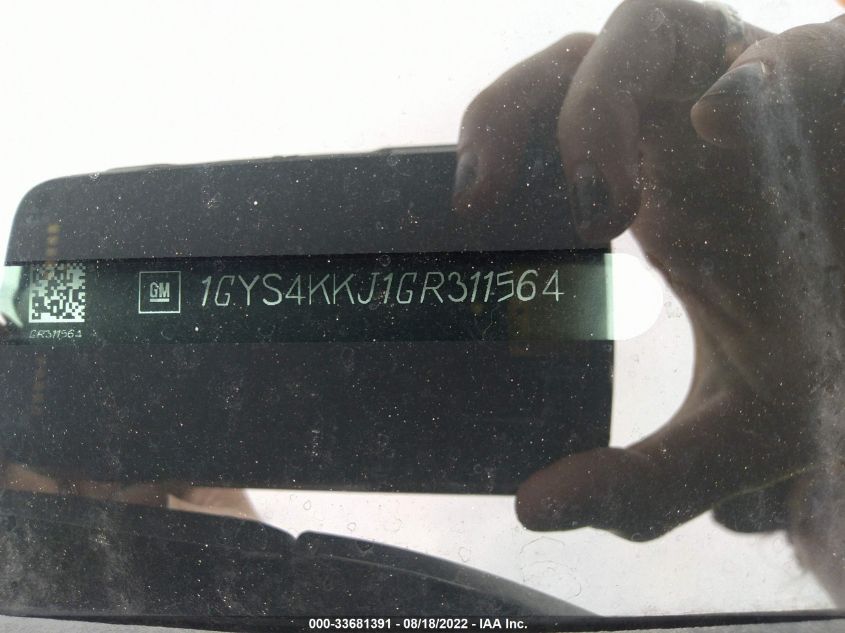 GM 1GYS4KKJ1GR311564
GR311564
000-33681391 - 08/18/2022 - IAA Inc.